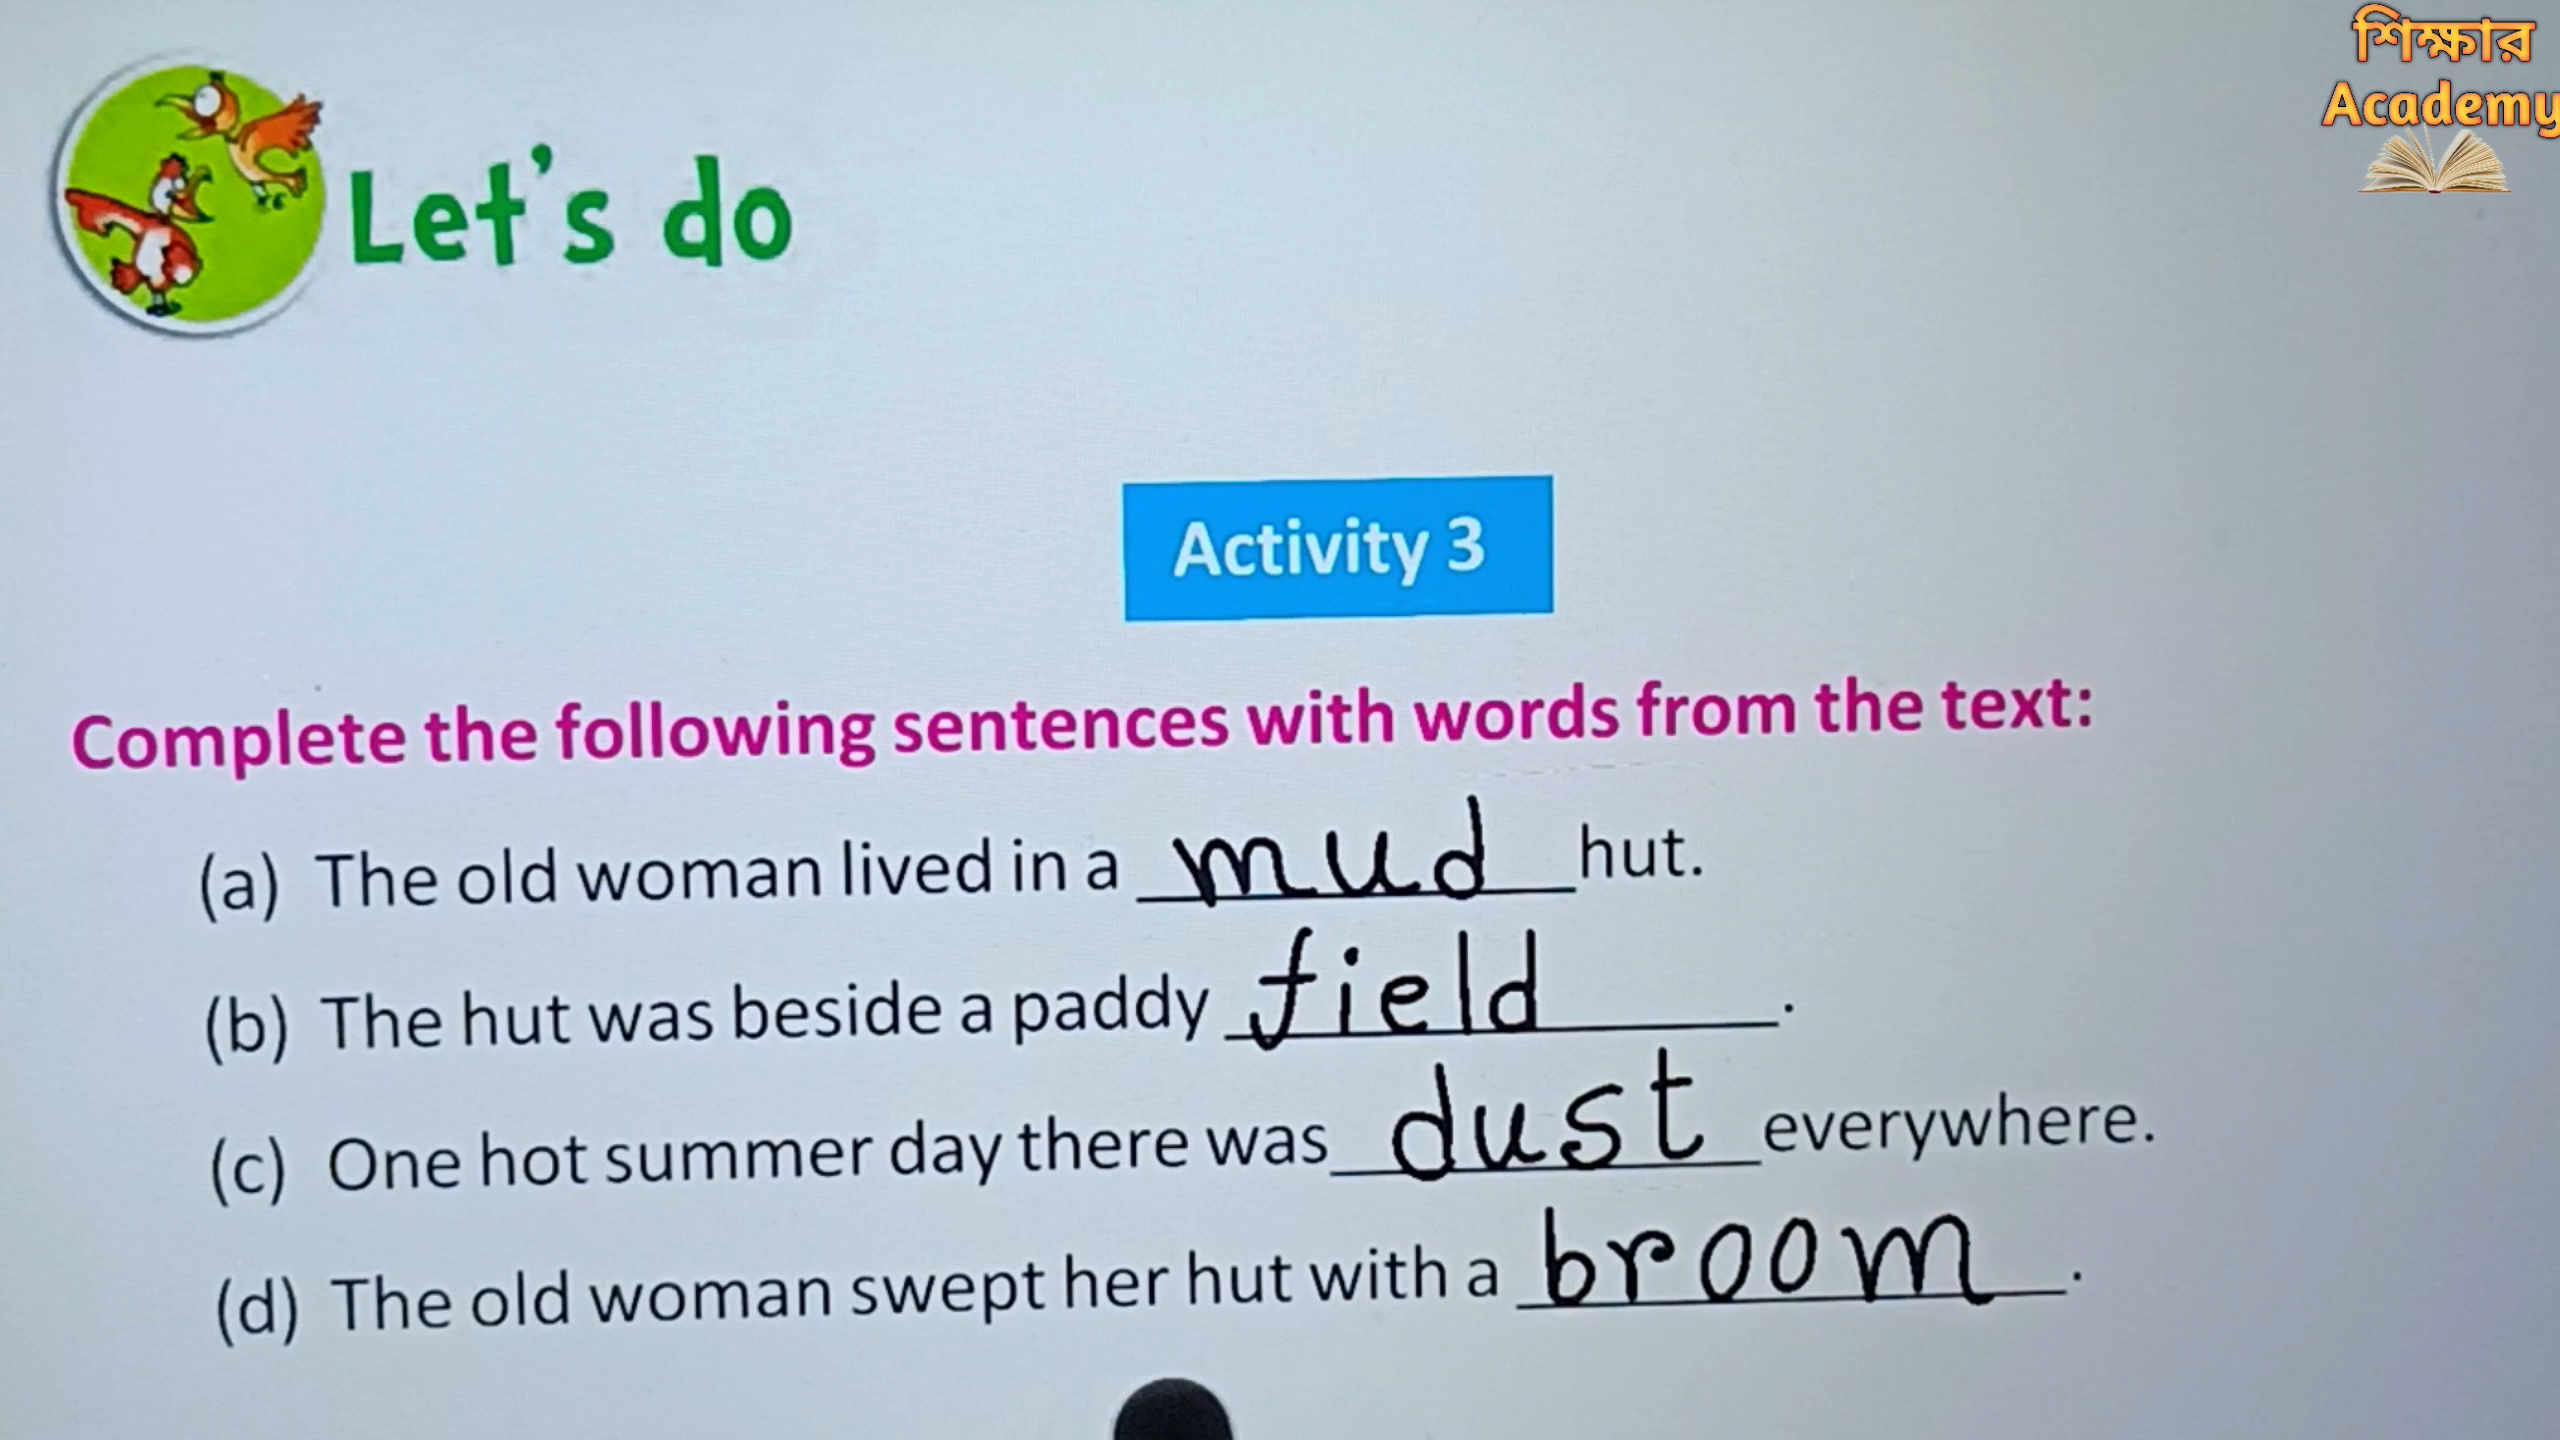 শিক্ষার
Academy
Let's do
Activity 3
Complete the following sentences with words from the text:
(a) The old woman lived in a mud hut.
(b) The hut was beside a paddy field.
(c) One hot summer day there was dust everywhere.
(d) The old woman swept her hut with a broom.